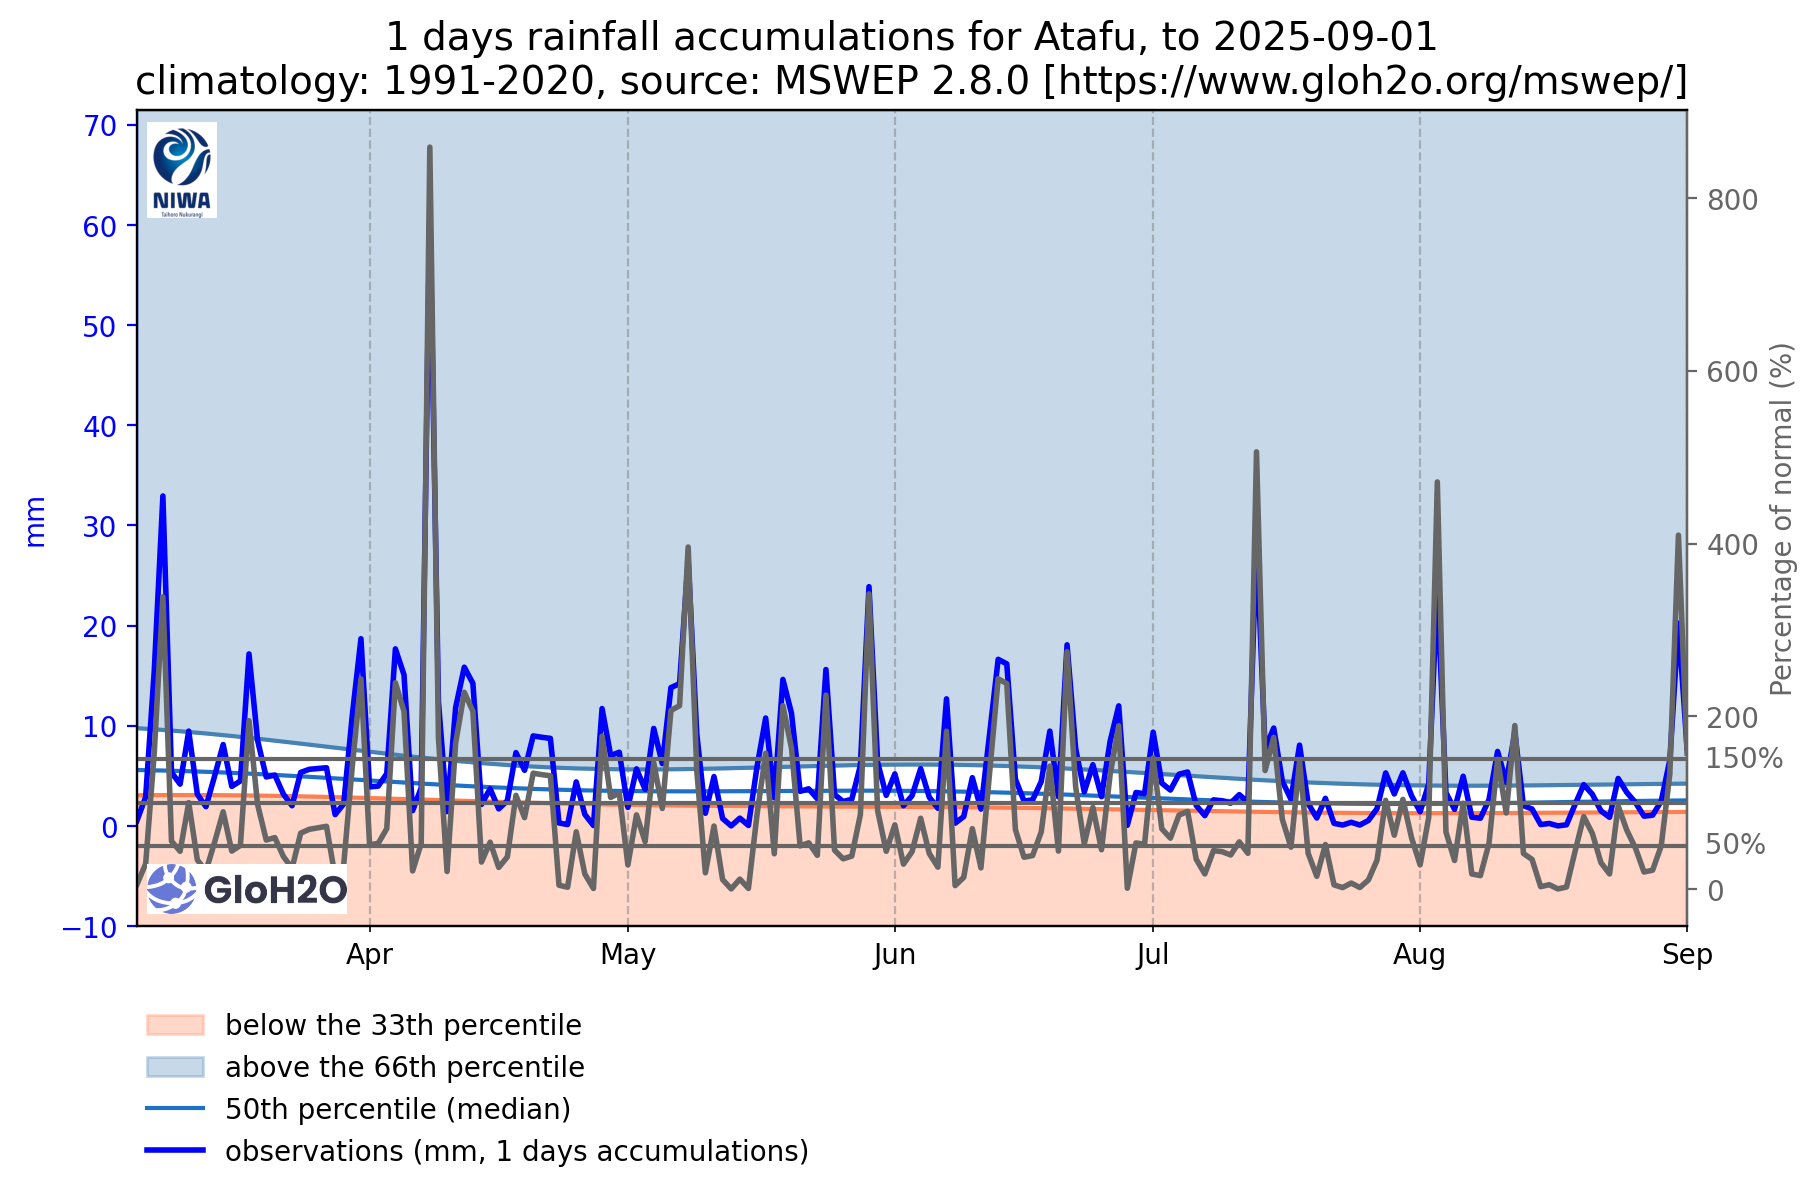 1 days rainfall accumulations for Atafu, to 2025-09-01
climatology: 1991-2020, source: MSWEP 2.8.0 [https://www.gloh2o.org/mswep/]
70
60
50
40
30
20
10
0
−10
mm
NIWA
Taihoro Nukurangi
GloH2O
800
600
400
200
150%
50%
0
Percentage of normal (%)
Apr
May
Jun
Jul
Aug
Sep
below the 33th percentile
above the 66th percentile
50th percentile (median)
observations (mm, 1 days accumulations)